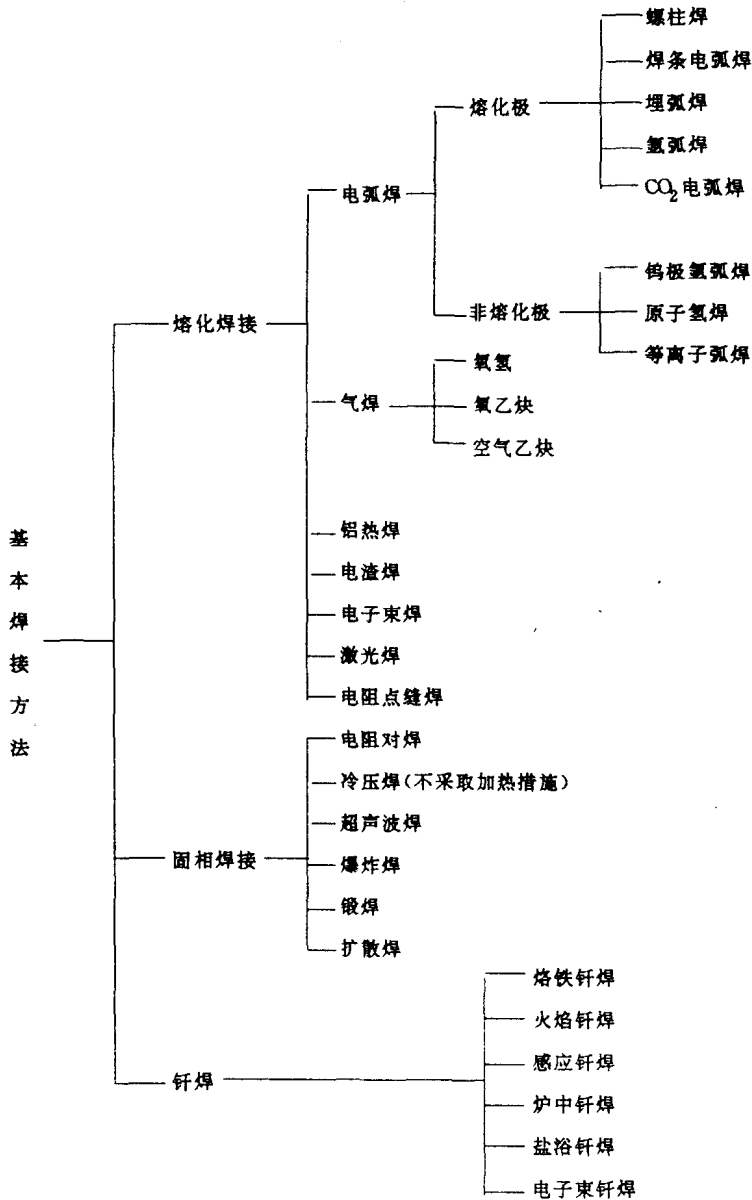 基本焊接方法
熔化焊接
电弧焊
熔化极
螺柱焊
焊条电弧焊
埋弧焊
氩弧焊
CO₂电弧焊
非熔化极
钨极氩弧焊
原子氢焊
等离子弧焊
气焊
氧氢
氧乙炔
空气乙炔
铝热焊
电渣焊
电子束焊
激光焊
电阻点缝焊
固相焊接
电阻对焊
冷压焊(不采取加热措施)
超声波焊
爆炸焊
锻焊
扩散焊
钎焊
烙铁钎焊
火焰钎焊
感应钎焊
炉中钎焊
盐浴钎焊
电子束钎焊